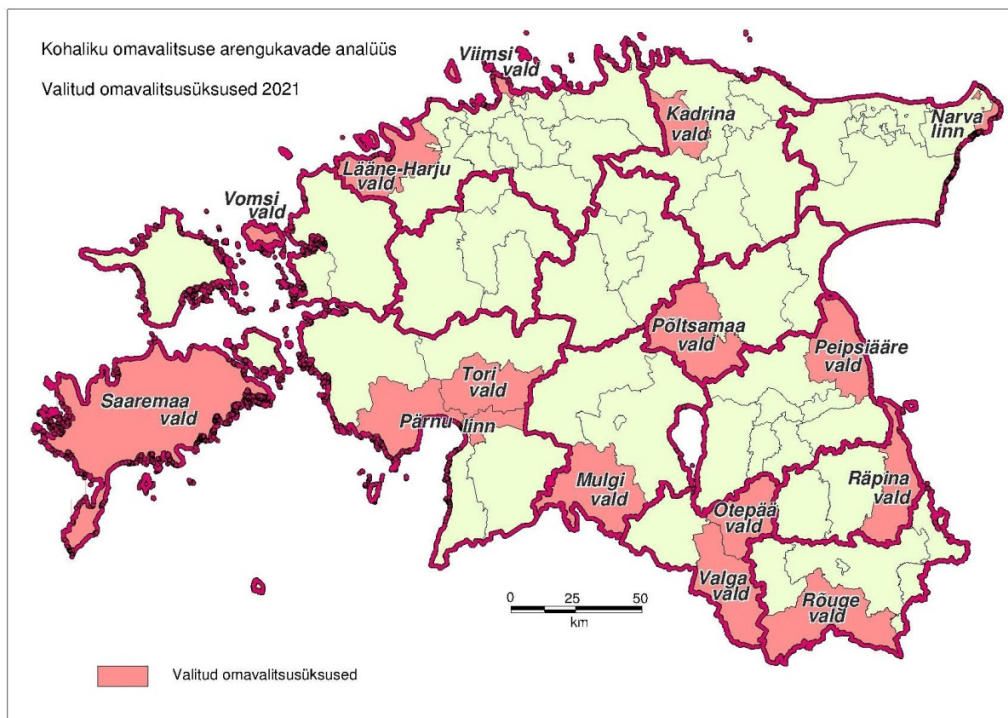 Kohaliku omavalitsuse arengukavade analüüs
Valitud omavalitsusüksused 2021
Viimsi
vald
Kadrina
vald
Narva
linn
Lääne-Harju
vald
Vomsi
vald
Põltsamaa
vald
Peipsiääre
vald
Tori
vald
Saaremaa
vald
Pärnu linn
Mulgi
vald
Räpina
vald
Otepää
vald
Valga
vald
Rõuge
vald
0 25 50
km
Valitud omavalitsusüksused